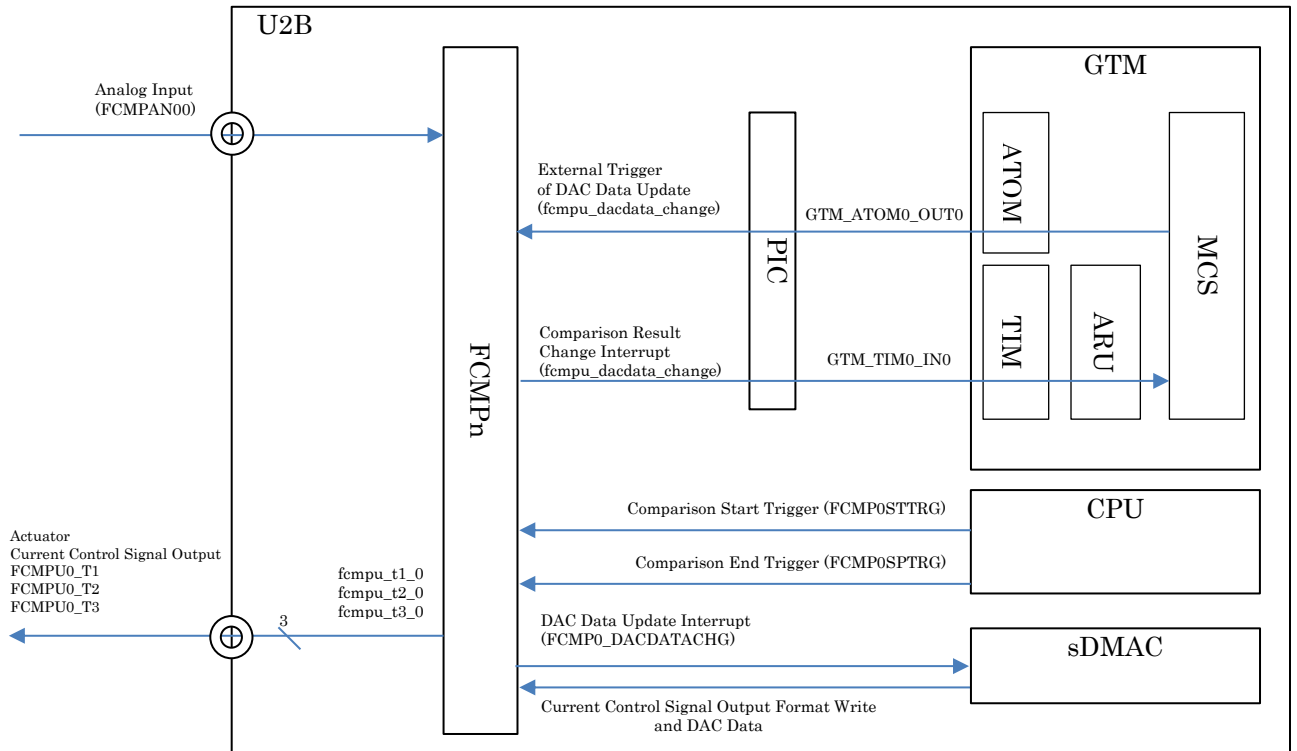 U2B
GTM
Analog Input
(FCMPAN00)
ATOM
External Trigger
of DAC Data Update
(fcmpu_dacdata_change)
GTM_ATOM0_OUT0
PIC
MCS
TIM
ARU
FCMPn
Comparison Result
Change Interrupt
(fcmpu_dacdata_change)
GTM_TIM0_IN0
CPU
Comparison Start Trigger (FCMP0STTRG)
Comparison End Trigger (FCMP0SPTRG)
Actuator
Current Control Signal Output
FCMPU0_T1
FCMPU0_T2
FCMPU0_T3
fcmpu_t1_0
fcmpu_t2_0
fcmpu_t3_0
3
DAC Data Update Interrupt
(FCMP0_DACDATACHG)
sDMAC
Current Control Signal Output Format Write
and DAC Data